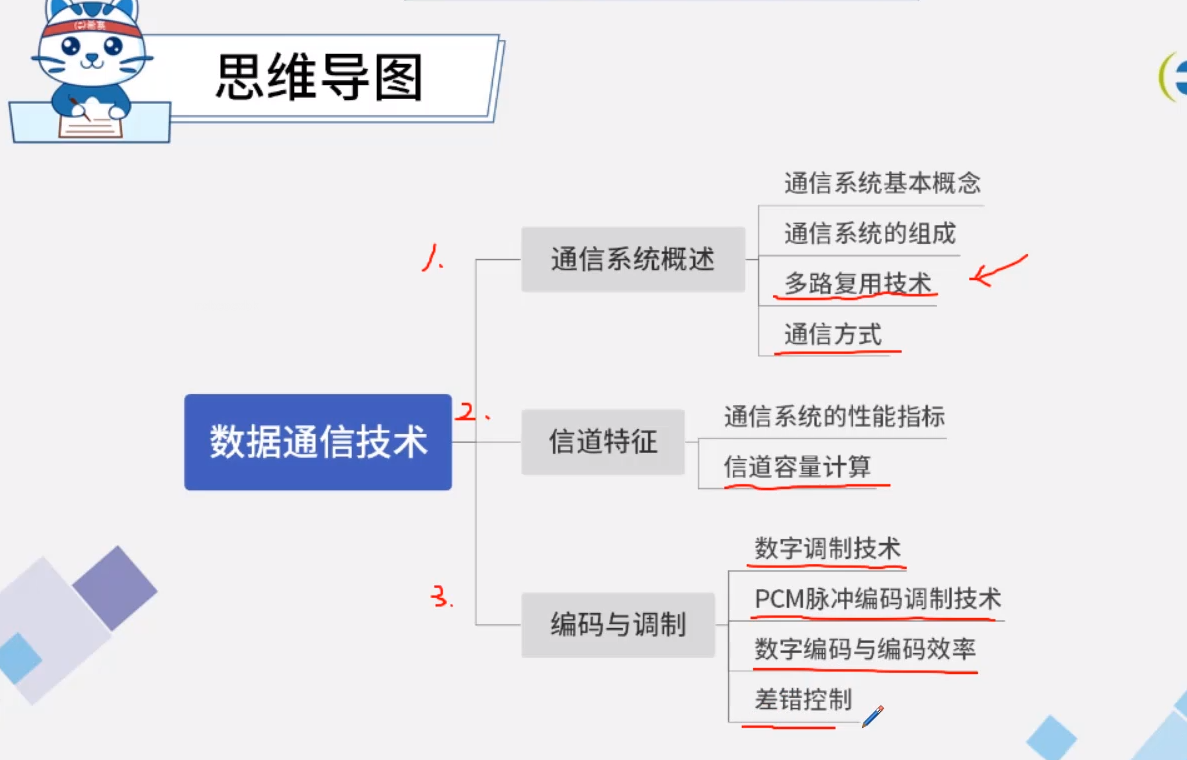 思维导图
数据通信技术
1.
通信系统概述
通信系统基本概念
通信系统的组成
多路复用技术
通信方式
2.
信道特征
通信系统的性能指标
信道容量计算
3.
编码与调制
数字调制技术
PCM脉冲编码调制技术
数字编码与编码效率
差错控制